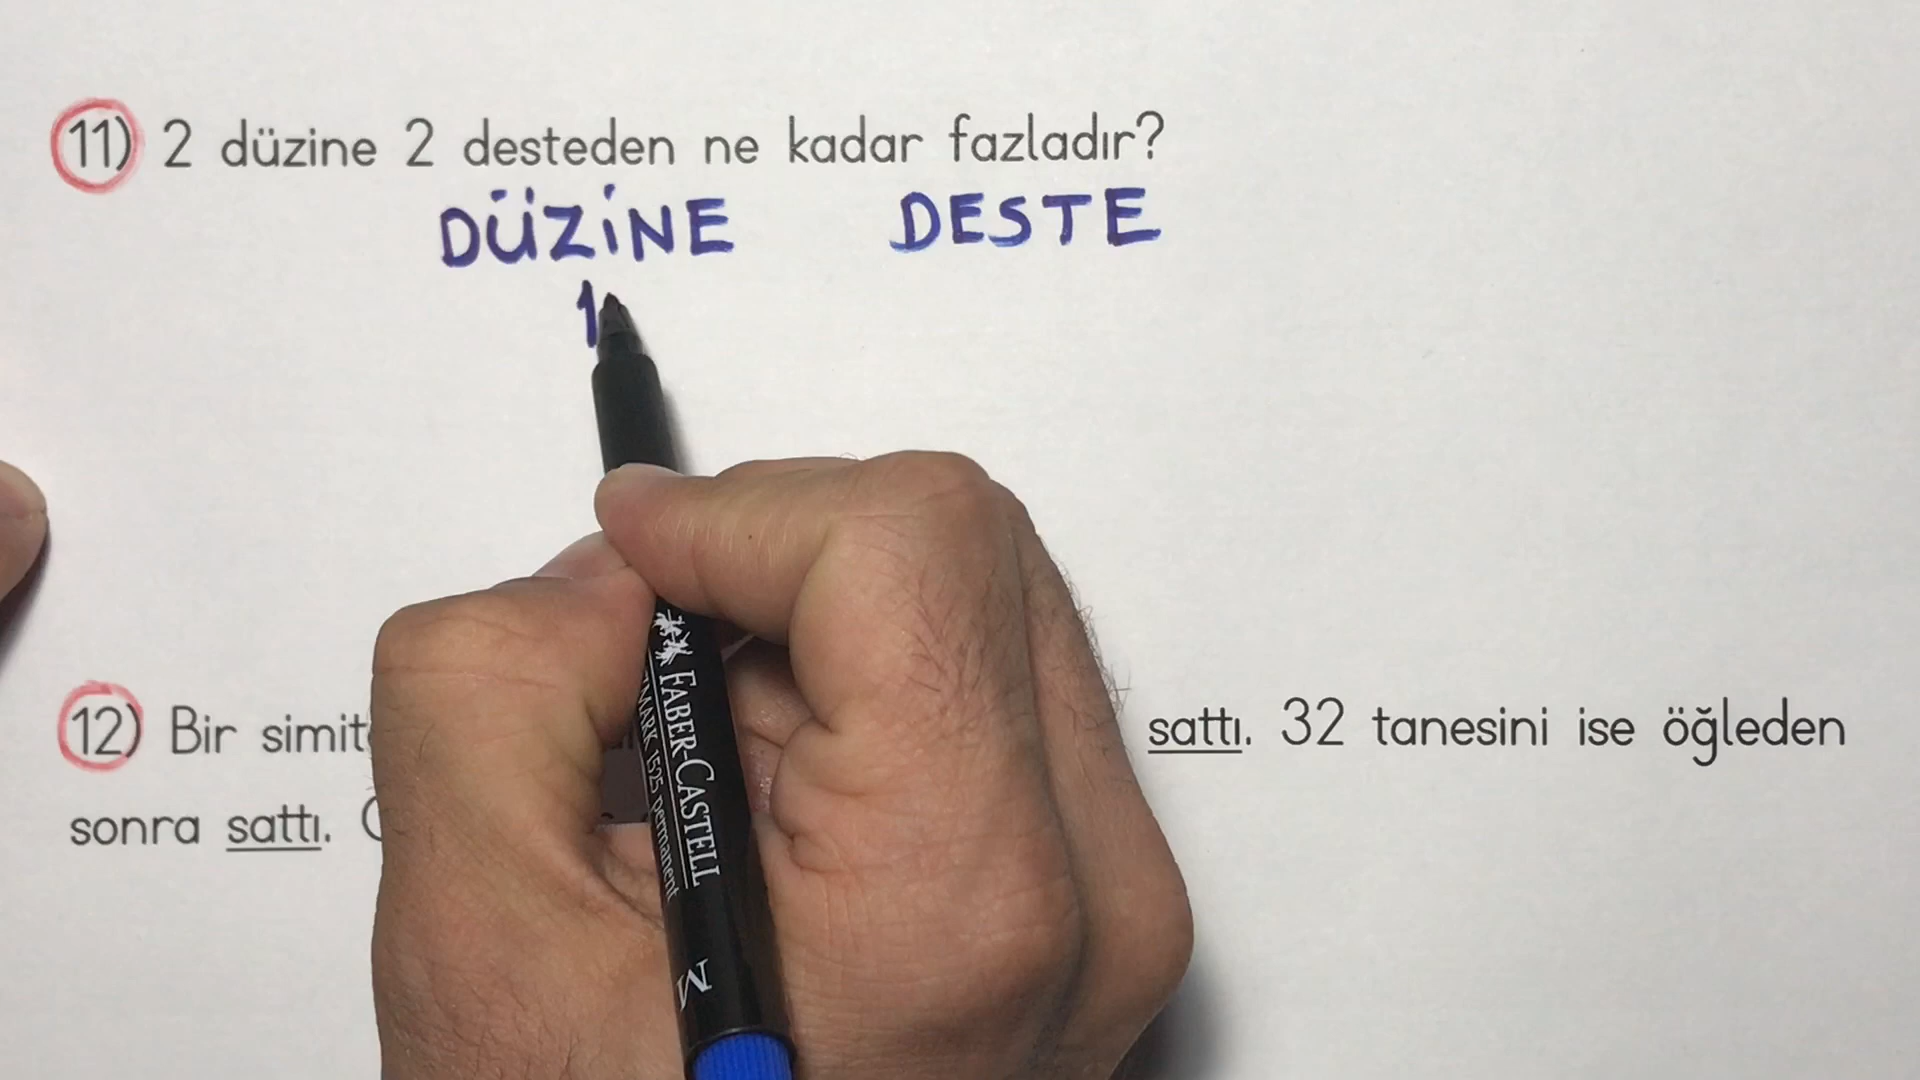 11) 2 düzine 2 desteden ne kadar fazladır?
DÜZİNE DESTE
1
12) Bir simit sattı. 32 tanesini ise öğleden
sonra sattı.
FABER-CASTELL
1525 permanent
M